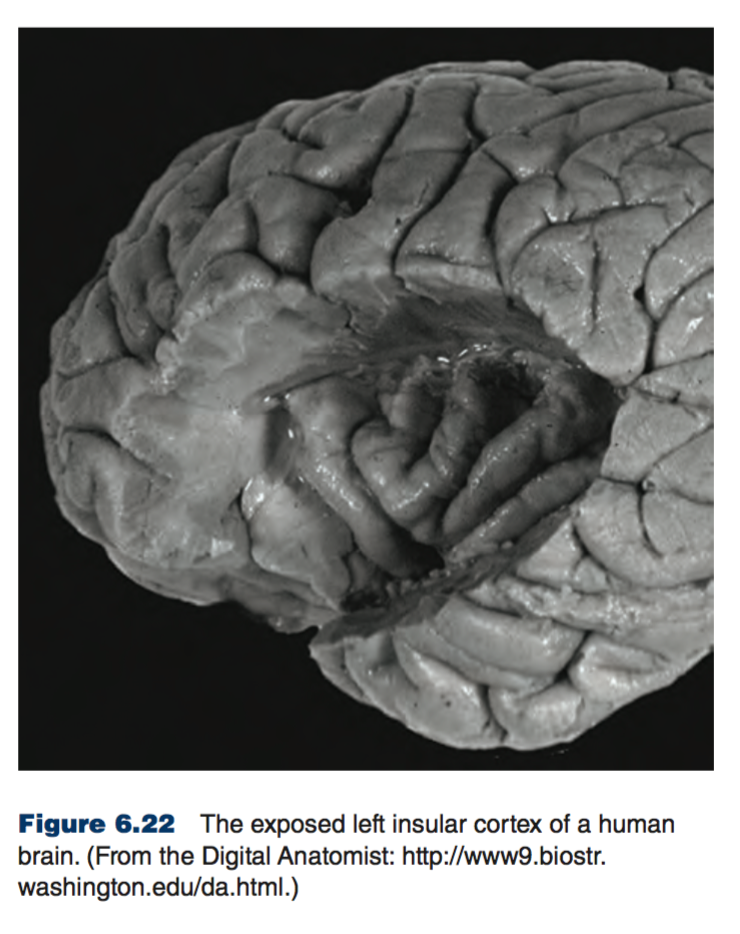 Figure 6.22 The exposed left insular cortex of a human
brain. (From the Digital Anatomist: http://www9.biostr.
washington.edu/da.html.)